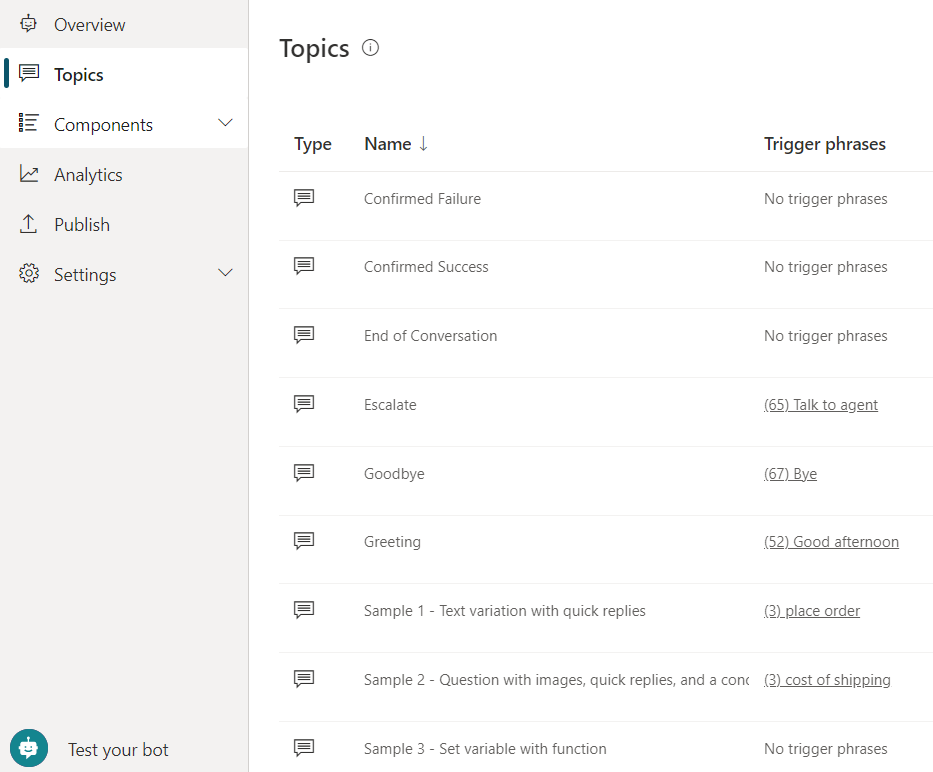 Overview
Topics
Components
Analytics
Publish
Settings
Test your bot
Topics
Type Name ↓ Trigger phrases
Confirmed Failure No trigger phrases
Confirmed Success No trigger phrases
End of Conversation No trigger phrases
Escalate (65) Talk to agent
Goodbye (67) Bye
Greeting (52) Good afternoon
Sample 1 - Text variation with quick replies (3) place order
Sample 2 - Question with images, quick replies, and a conc (3) cost of shipping
Sample 3 - Set variable with function No trigger phrases